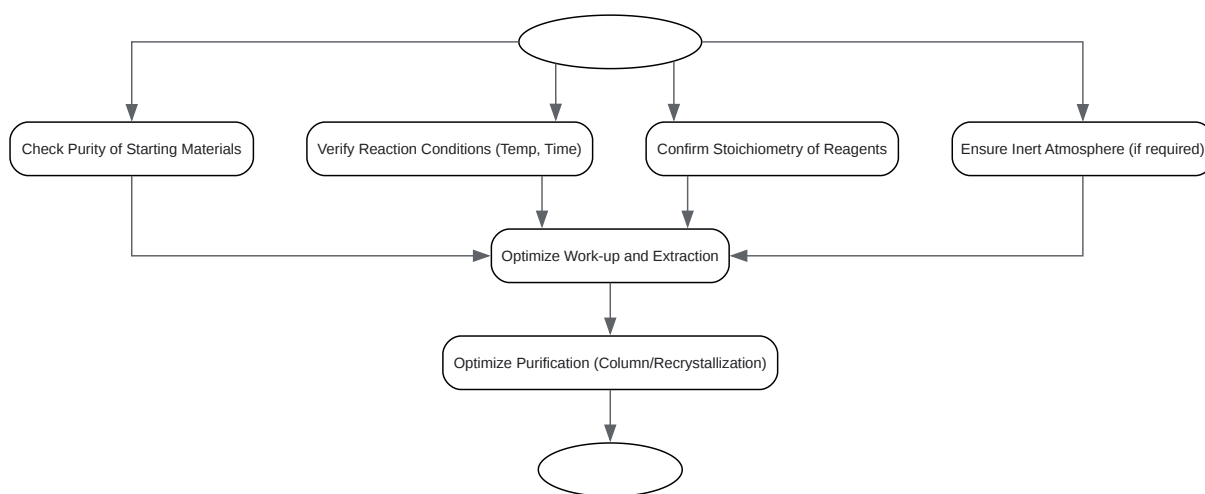 Check Purity of Starting Materials
Verify Reaction Conditions (Temp, Time)
Confirm Stoichiometry of Reagents
Ensure Inert Atmosphere (if required)
Optimize Work-up and Extraction
Optimize Purification (Column/Recrystallization)